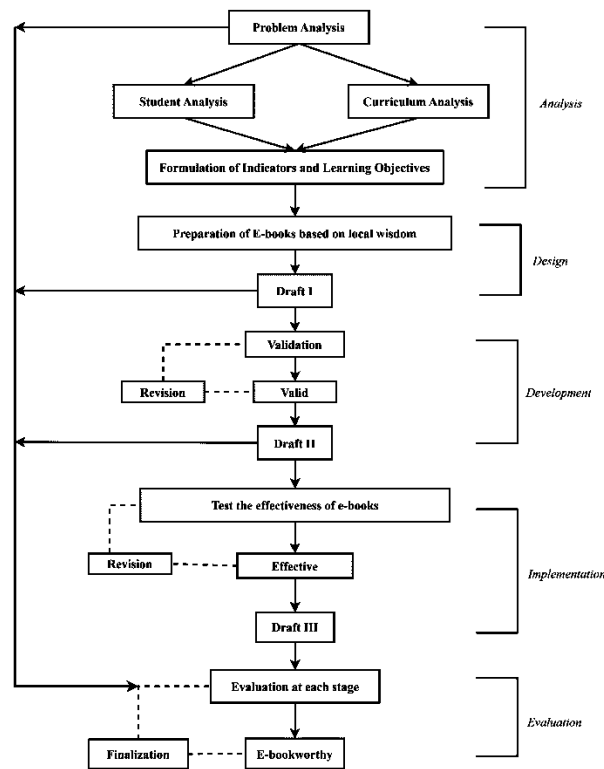 Problem Analysis
Student Analysis
Curriculum Analysis
Analysis
Formulation of Indicators and Learning Objectives
Preparation of E-books based on local wisdom
Design
Draft I
Validation
Revision
Valid
Development
Draft II
Test the effectiveness of e-books
Revision
Effective
Implementation
Draft III
Evaluation at each stage
Evaluation
Finalization
E-bookworthy